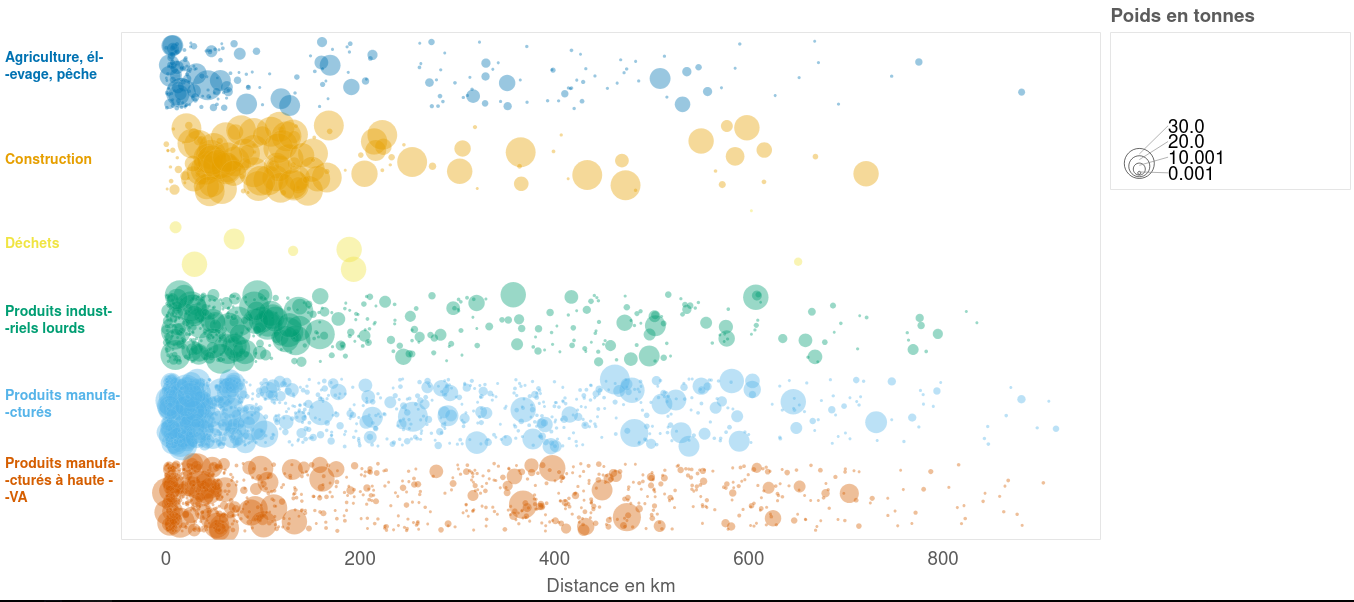 Poids en tonnes
Agriculture, él-
-evage, pêche
30.0
20.0
10.001
0.001
Construction
Déchets
Produits indust-
-riels lourds
Produits manufa-
-cturés
Produits manufa-
-cturés à haute -
-VA
0 200 400 600 800
Distance en km